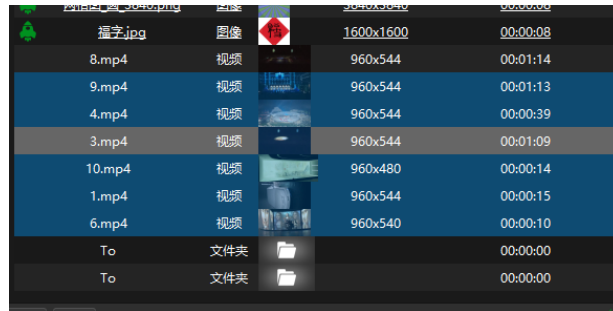 福字.jpg 图像 1600x1600 00:00:08
8.mp4 视频 960x544 00:01:14
9.mp4 视频 960x544 00:01:13
4.mp4 视频 960x544 00:00:39
3.mp4 视频 960x544 00:01:09
10.mp4 视频 960x480 00:00:14
1.mp4 视频 960x544 00:00:15
6.mp4 视频 960x540 00:00:10
To 文件夹 00:00:00
To 文件夹 00:00:00